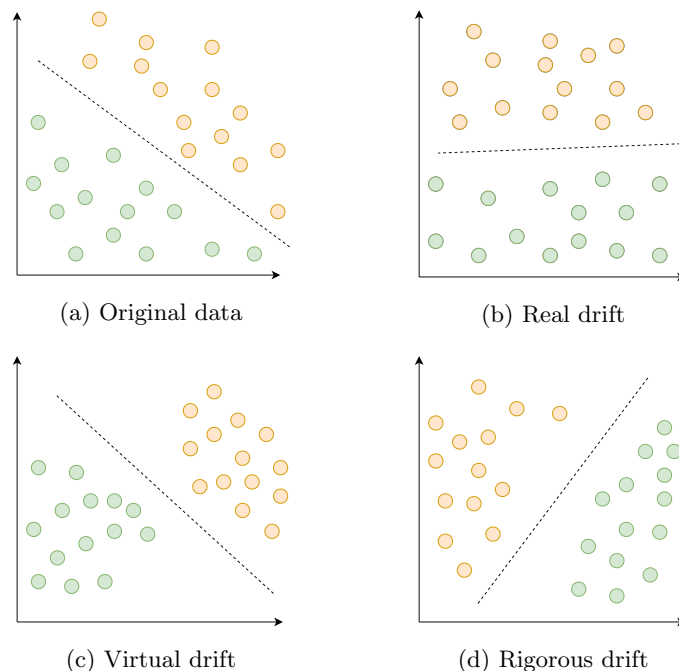 (a) Original data
(b) Real drift
(c) Virtual drift
(d) Rigorous drift